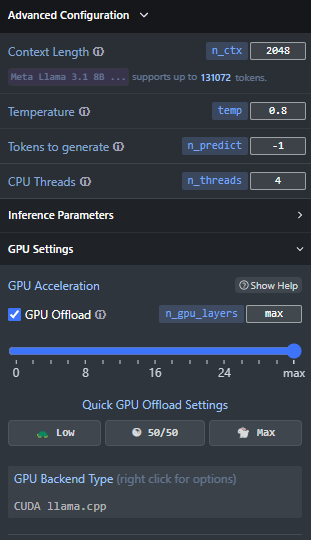 Advanced Configuration
Context Length n_ctx 2048
Meta Llama 3.1 8B ... supports up to 131072 tokens.
Temperature temp 0.8
Tokens to generate n_predict -1
CPU Threads n_threads 4
Inference Parameters
GPU Settings
GPU Acceleration Show Help
GPU Offload n_gpu_layers max
0 8 16 24 max
Quick GPU Offload Settings
Low 50/50 Max
GPU Backend Type (right click for options)
CUDA llama.cpp